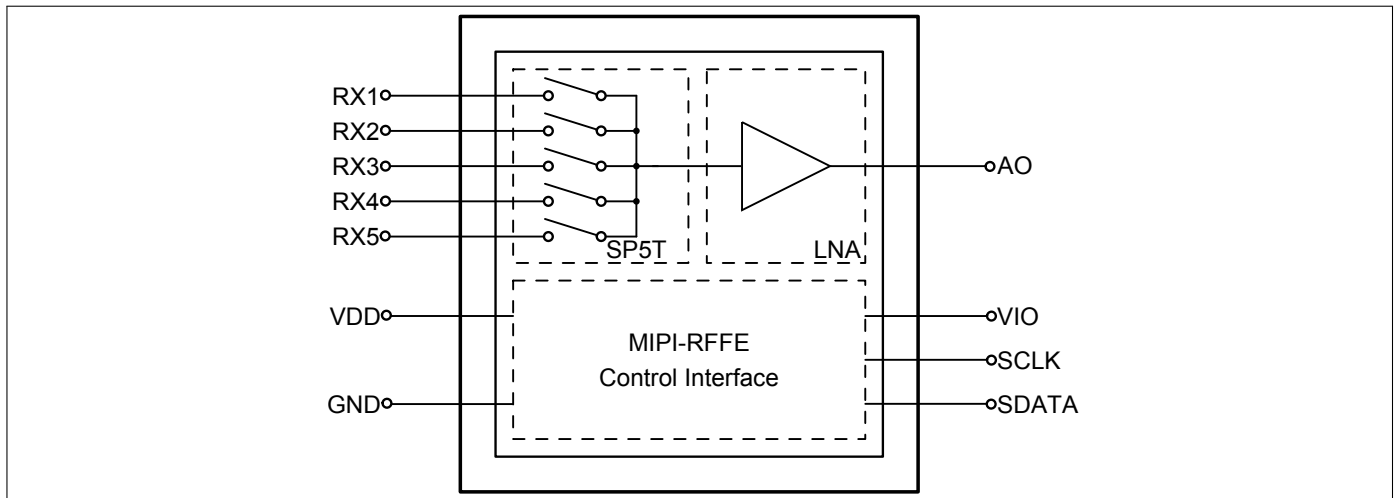 RX1
RX2
RX3
RX4
RX5
SP5T
LNA
AO
VDD
GND
MIPI-RFFE
Control Interface
VIO
SCLK
SDATA